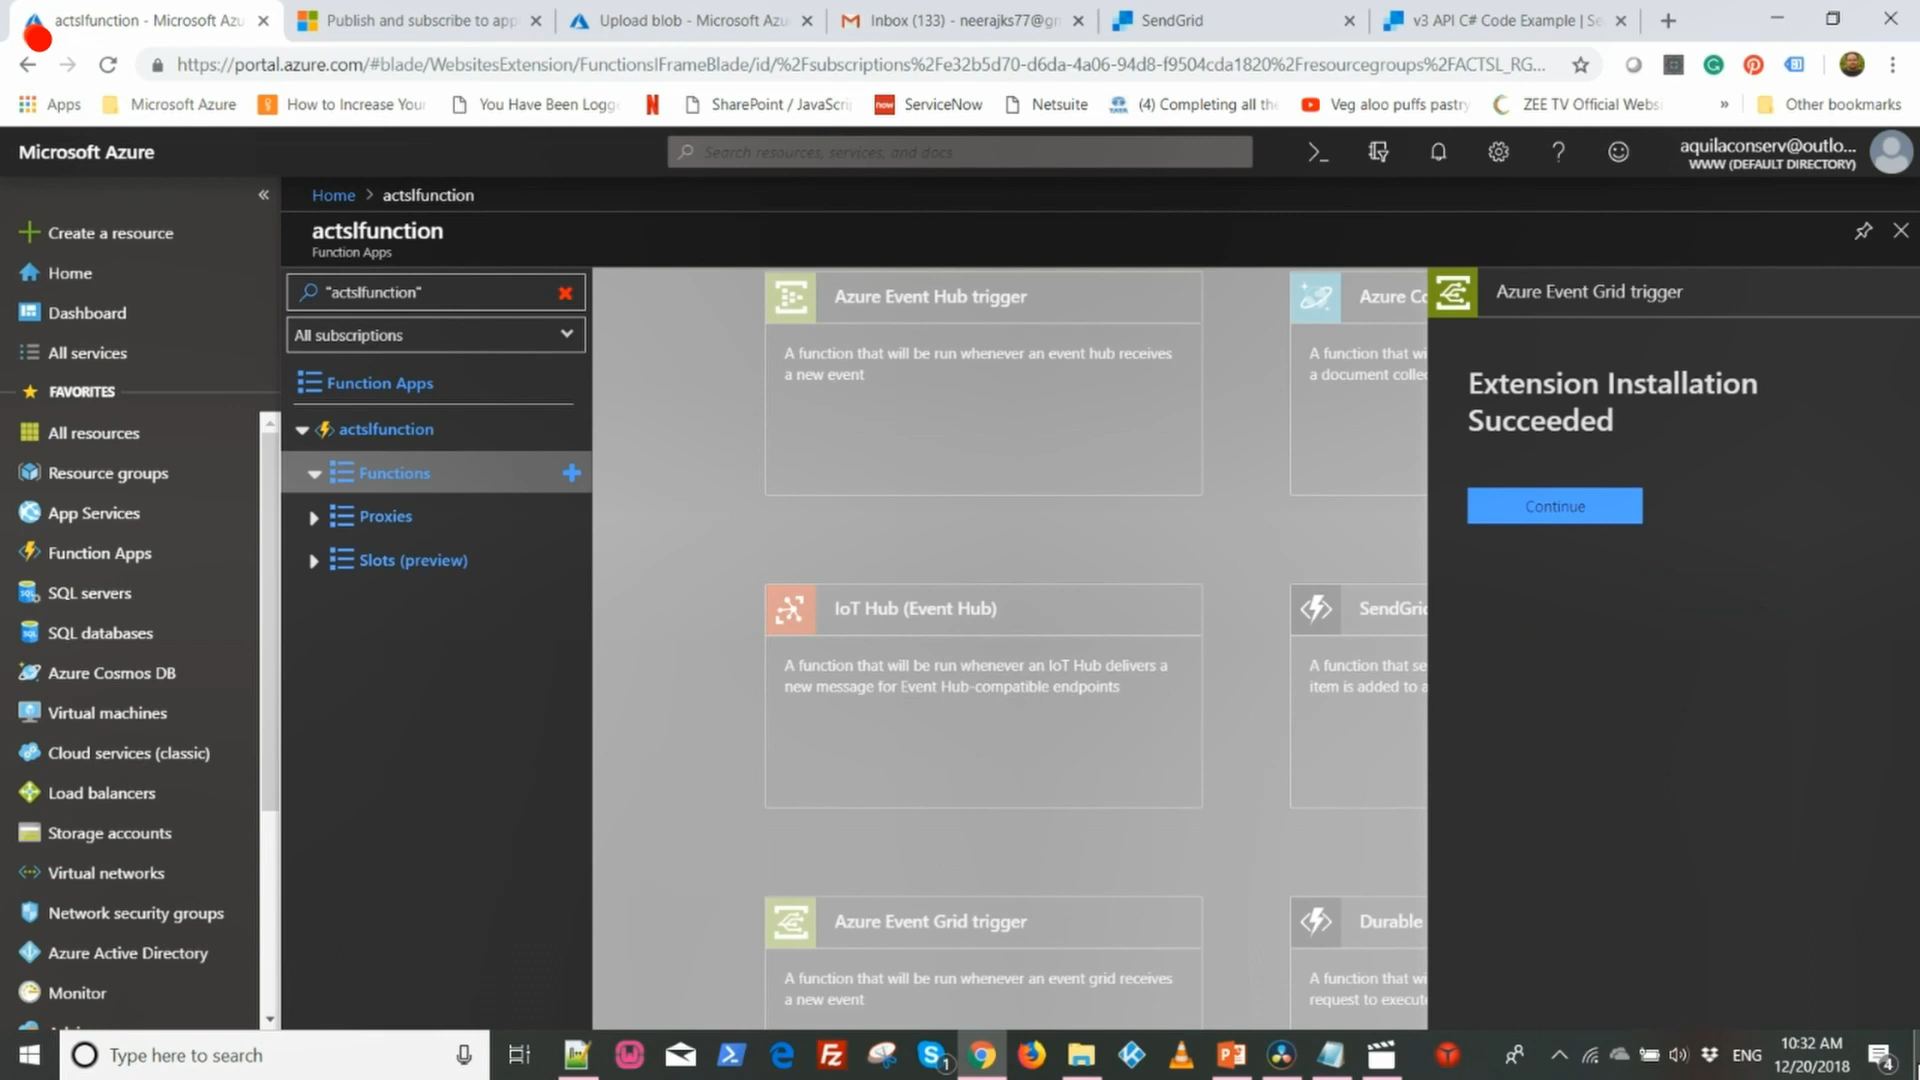 actslfunction - Microsoft Azu
Publish and subscribe to app
Upload blob - Microsoft Azu
Inbox (133) - neerajks77@gm
SendGrid
v3 API C# Code Example | Se
https://portal.azure.com/#blade/WebsitesExtension/FunctionsIFrameBlade/id/%2Fsubscriptions%2Fe32b5d70-d6da-4a06-94d8-f9504cda1820%2Fresourcegroups%2FACTSL_RG...
Apps
Microsoft Azure
How to Increase Your
You Have Been Logg
SharePoint / JavaScri
now
ServiceNow
Netsuite
(4) Completing all the
Veg aloo puffs pastry
ZEE TV Official Webs
»
Other bookmarks
Microsoft Azure
Search resources, services, and docs
aquilaconserv@outlo...
WWW (DEFAULT DIRECTORY)
Home > actslfunction
actslfunction
Function Apps
Create a resource
Home
Dashboard
All services
FAVORITES
All resources
Resource groups
App Services
Function Apps
SQL servers
SQL databases
Azure Cosmos DB
Virtual machines
Cloud services (classic)
Load balancers
Storage accounts
Virtual networks
Network security groups
Azure Active Directory
Monitor
"actslfunction"
All subscriptions
Function Apps
actslfunction
Functions
Proxies
Slots (preview)
Azure Event Hub trigger
A function that will be run whenever an event hub receives
a new event
Azure Co
A function that wi
a document collec
IoT Hub (Event Hub)
A function that will be run whenever an IoT Hub delivers a
new message for Event Hub-compatible endpoints
SendGrid
A function that se
item is added to a
Azure Event Grid trigger
A function that will be run whenever an event grid receives
a new event
Durable
A function that wi
request to execut
Azure Event Grid trigger
Extension Installation
Succeeded
Continue
Type here to search
ENG
10:32 AM
12/20/2018
4